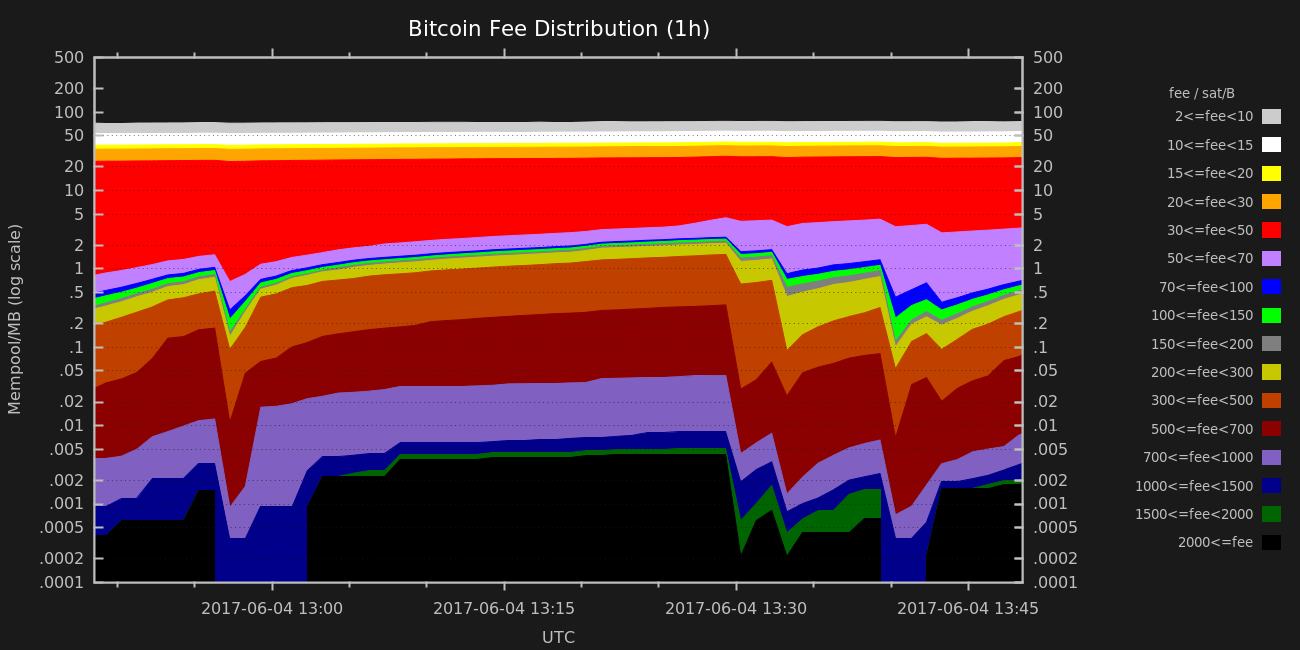 Bitcoin Fee Distribution (1h)
Mempool/MB (log scale)
500
200
100
50
20
10
5
2
1
.5
.2
.1
.05
.02
.01
.005
.002
.001
.0005
.0002
.0001
500
200
100
50
20
10
5
2
1
.5
.2
.1
.05
.02
.01
.005
.002
.001
.0005
.0002
.0001
fee / sat/B
2<=fee<10
10<=fee<15
15<=fee<20
20<=fee<30
30<=fee<50
50<=fee<70
70<=fee<100
100<=fee<150
150<=fee<200
200<=fee<300
300<=fee<500
500<=fee<700
700<=fee<1000
1000<=fee<1500
1500<=fee<2000
2000<=fee
2017-06-04 13:00
2017-06-04 13:15
2017-06-04 13:30
2017-06-04 13:45
UTC